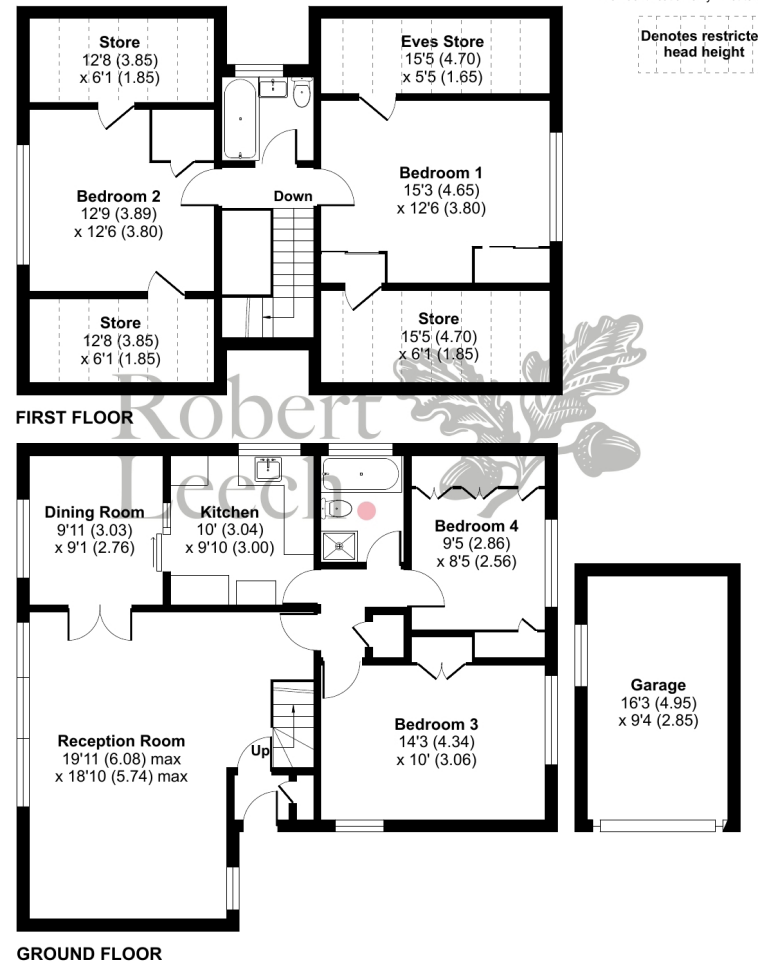 Denotes restricte
head height
Store
12'8 (3.85)
x 6'1 (1.85)
Eves Store
15'5 (4.70)
x 5'5 (1.65)
Bedroom 2
12'9 (3.89)
x 12'6 (3.80)
Down
Bedroom 1
15'3 (4.65)
x 12'6 (3.80)
Store
12'8 (3.85)
x 6'1 (1.85)
Store
15'5 (4.70)
x 6'1 (1.85)
FIRST FLOOR
Robert
Leech
Dining Room
9'11 (3.03)
x 9'1 (2.76)
Kitchen
10' (3.04)
x 9'10 (3.00)
Bedroom 4
9'5 (2.86)
x 8'5 (2.56)
Reception Room
19'11 (6.08) max
x 18'10 (5.74) max
Up
Bedroom 3
14'3 (4.34)
x 10' (3.06)
Garage
16'3 (4.95)
x 9'4 (2.85)
GROUND FLOOR